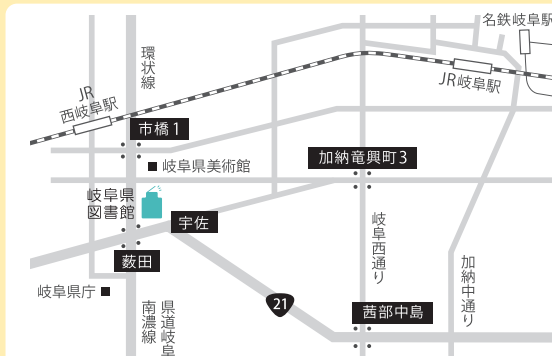 名鉄岐阜駅
環状線
JR
西岐阜駅
JR岐阜駅
市橋1
岐阜県美術館
加納竜興町3
岐阜県
図書館
宇佐
岐阜西通り
薮田
加納中通り
岐阜県庁
21
茜部中島
県道岐阜
南濃線